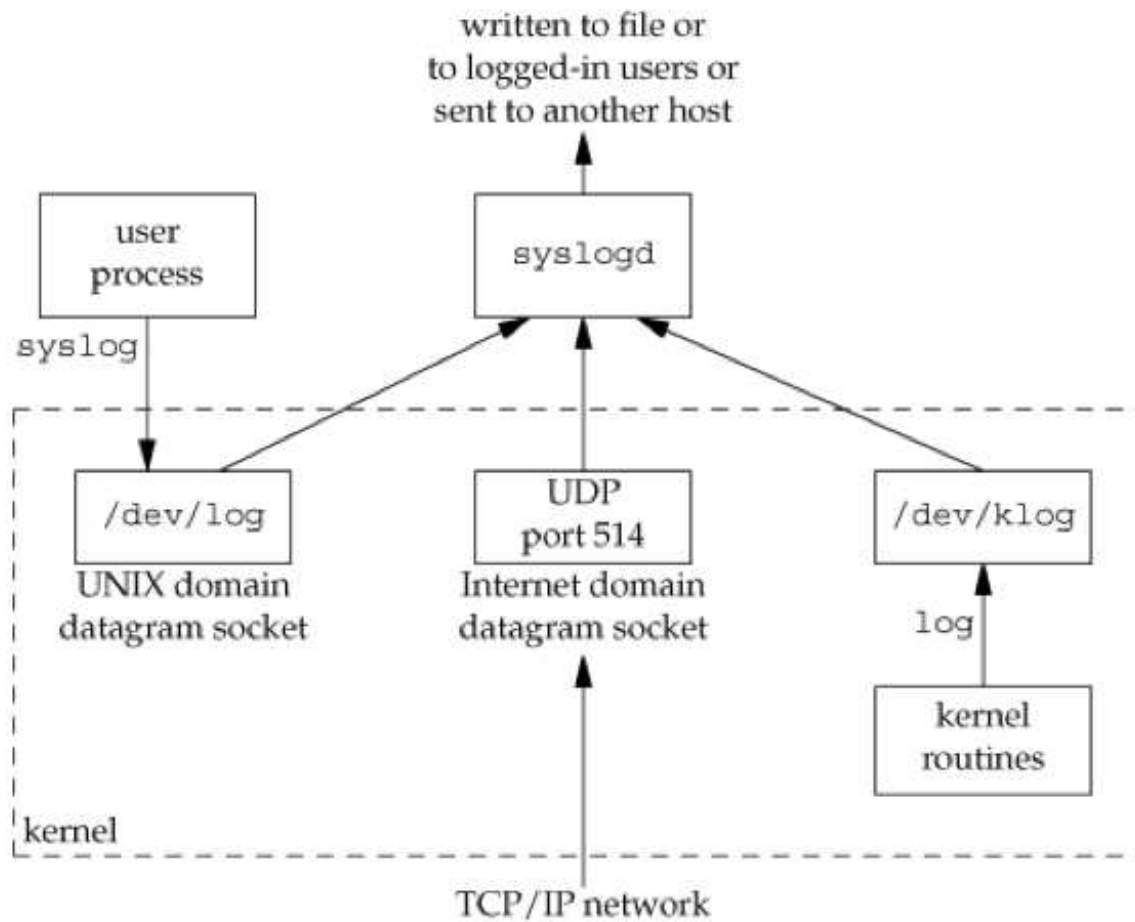 written to file or
to logged-in users or
sent to another host
user
process
syslogd
syslog
/dev/log
UDP
port 514
/dev/klog
UNIX domain
datagram socket
Internet domain
datagram socket
log
kernel
routines
kernel
TCP/IP network